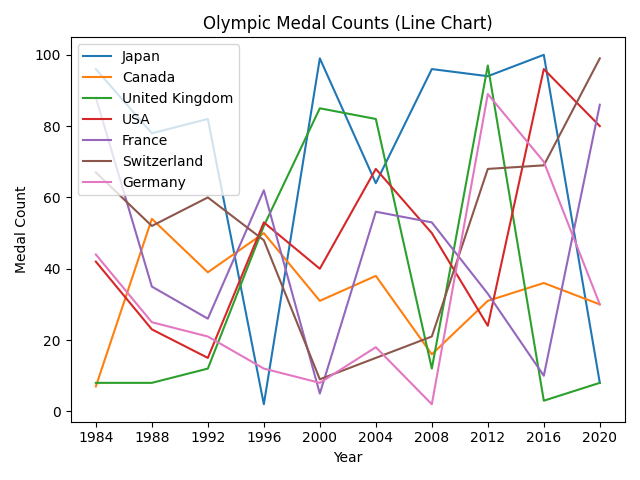 Olympic Medal Counts (Line Chart)
Japan
Canada
United Kingdom
USA
France
Switzerland
Germany
100
80
60
40
20
0
Medal Count
1984 1988 1992 1996 2000 2004 2008 2012 2016 2020
Year